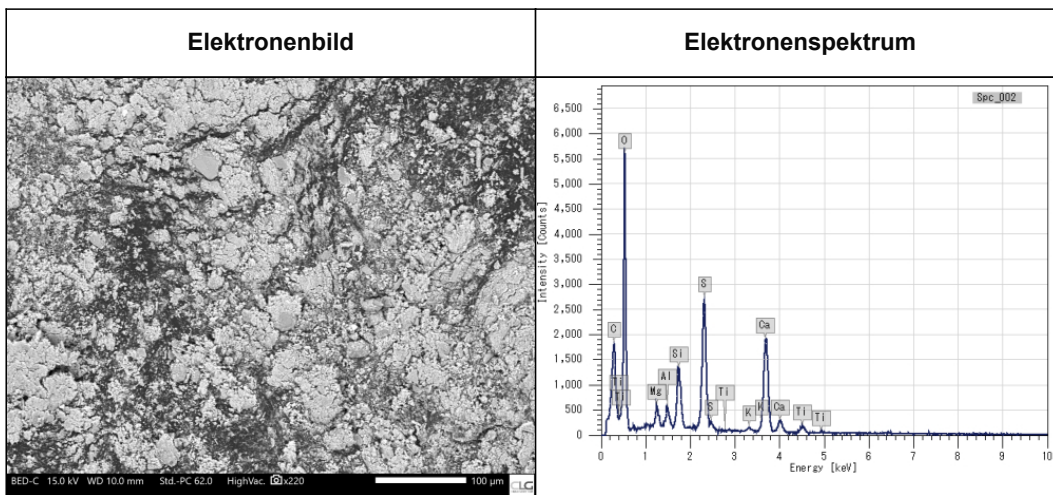 Elektronenbild
Elektronenspektrum
Spc_002
6,500
6,000
5,500
5,000
4,500
4,000
3,500
3,000
2,500
2,000
1,500
1,000
500
0
Intensity [Counts]
O
C
Ti
Ti
Mg
Al
Si
S
S
Ti
K
K
Ca
Ca
Ti
Ti
0 1 2 3 4 5 6 7 8 9 10
Energy [keV]
BED-C 15.0 kV WD 10.0 mm Std.-PC 62.0 HighVac. x220 100 µm